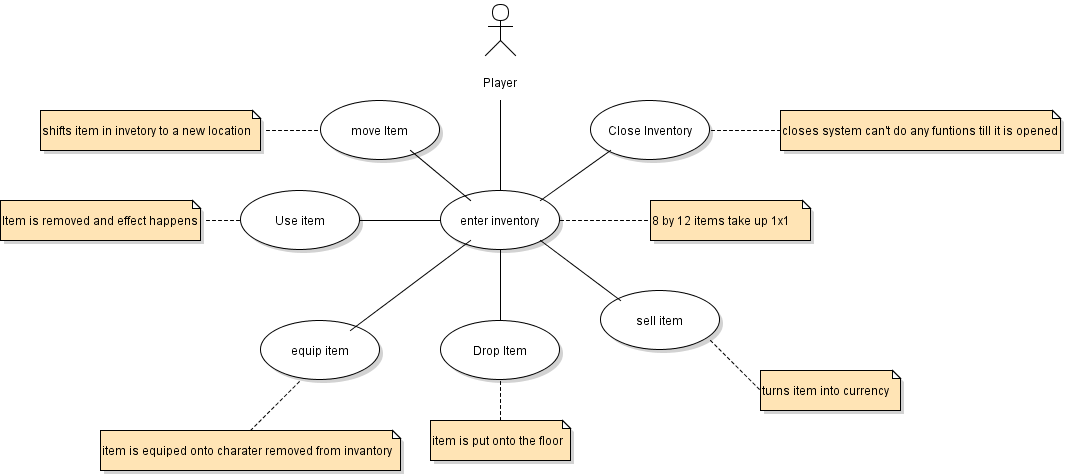 Player
move Item
Close Inventory
shifts item in invetory to a new location
closes system can't do any funtions till it is opened
Use item
enter inventory
Item is removed and effect happens
8 by 12 items take up 1x1
equip item
Drop Item
sell item
turns item into currency
item is equiped onto charater removed from invantory
item is put onto the floor